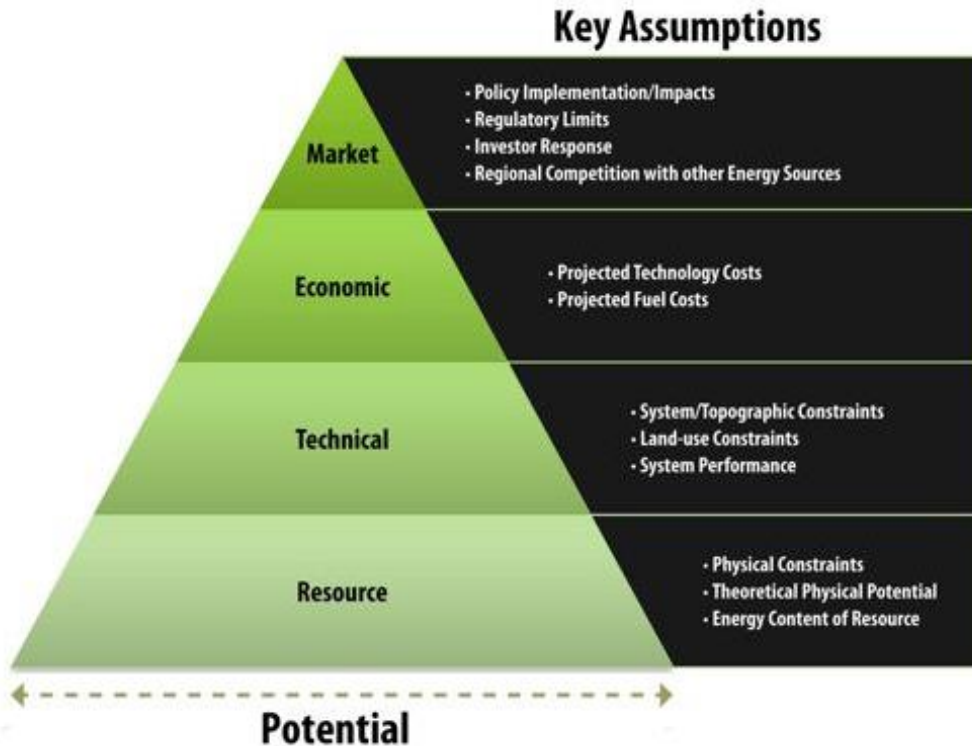 Key Assumptions
Market
• Policy Implementation/Impacts
• Regulatory Limits
• Investor Response
• Regional Competition with other Energy Sources
Economic
• Projected Technology Costs
• Projected Fuel Costs
Technical
• System/Topographic Constraints
• Land-use Constraints
• System Performance
Resource
• Physical Constraints
• Theoretical Physical Potential
• Energy Content of Resource
Potential